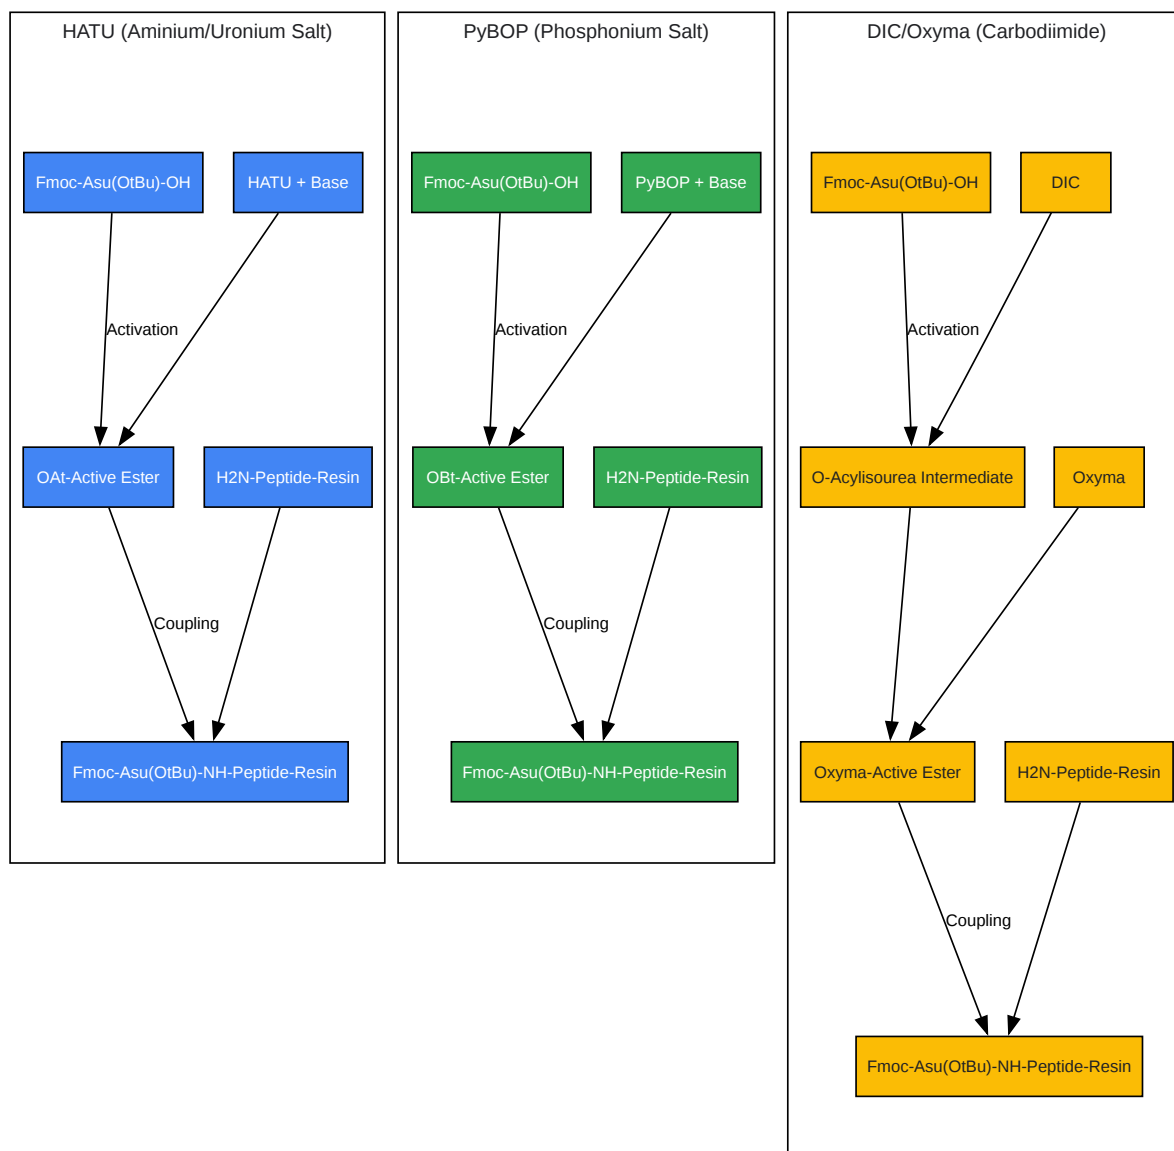 HATU (Aminium/Uronium Salt)
Fmoc-Asu(OtBu)-OH
HATU + Base
Activation
OAt-Active Ester
H2N-Peptide-Resin
Coupling
Fmoc-Asu(OtBu)-NH-Peptide-Resin
PyBOP (Phosphonium Salt)
Fmoc-Asu(OtBu)-OH
PyBOP + Base
Activation
OBt-Active Ester
H2N-Peptide-Resin
Coupling
Fmoc-Asu(OtBu)-NH-Peptide-Resin
DIC/Oxyma (Carbodiimide)
Fmoc-Asu(OtBu)-OH
DIC
Activation
O-Acylisourea Intermediate
Oxyma
Oxyma-Active Ester
H2N-Peptide-Resin
Coupling
Fmoc-Asu(OtBu)-NH-Peptide-Resin